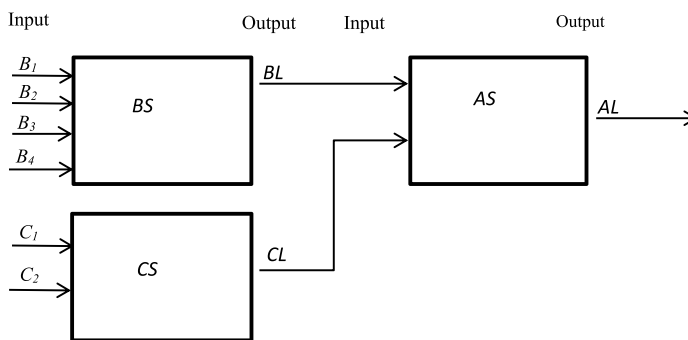 Input
Output
Input
Output
B1
B2
B3
B4
BS
BL
AS
AL
C1
C2
CS
CL